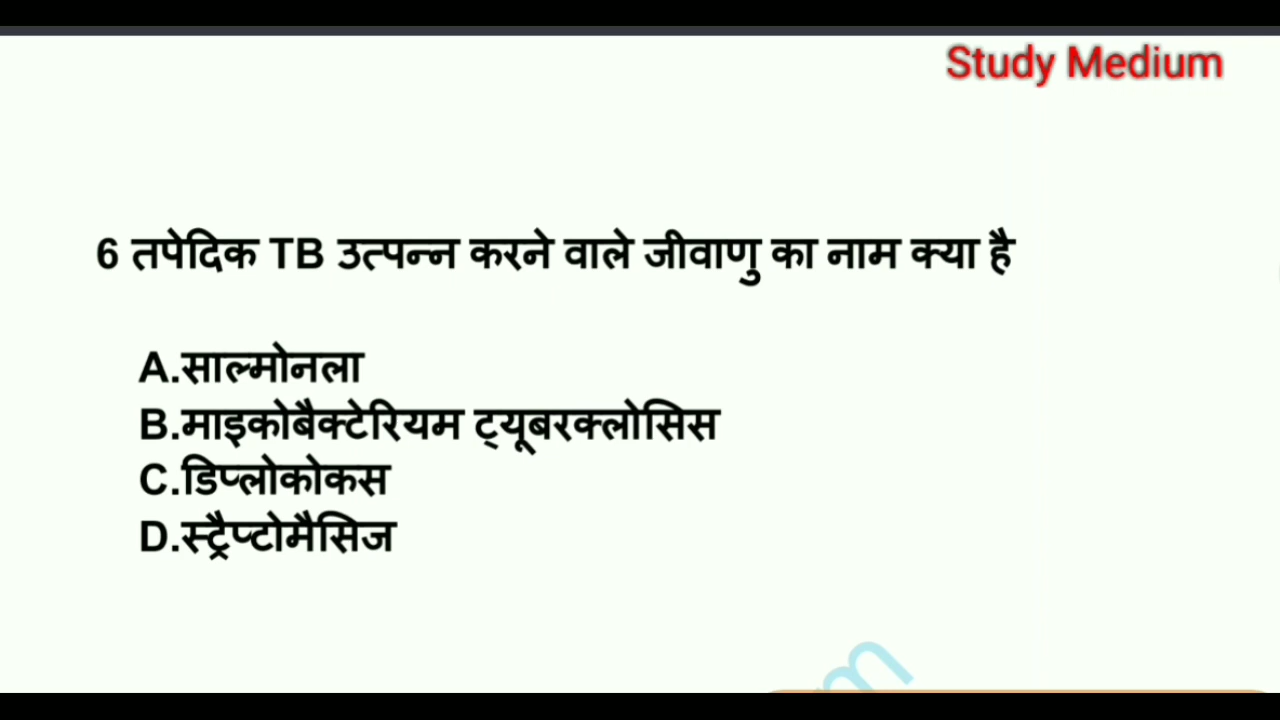 Study Medium
6 तपेदिक TB उत्पन्न करने वाले जीवाणु का नाम क्या है
A.साल्मोनला
B.माइकोबैक्टेरियम ट्यूबरक्लोसिस
C.डिप्लोकोकस
D.स्ट्रैप्टोमैसिज